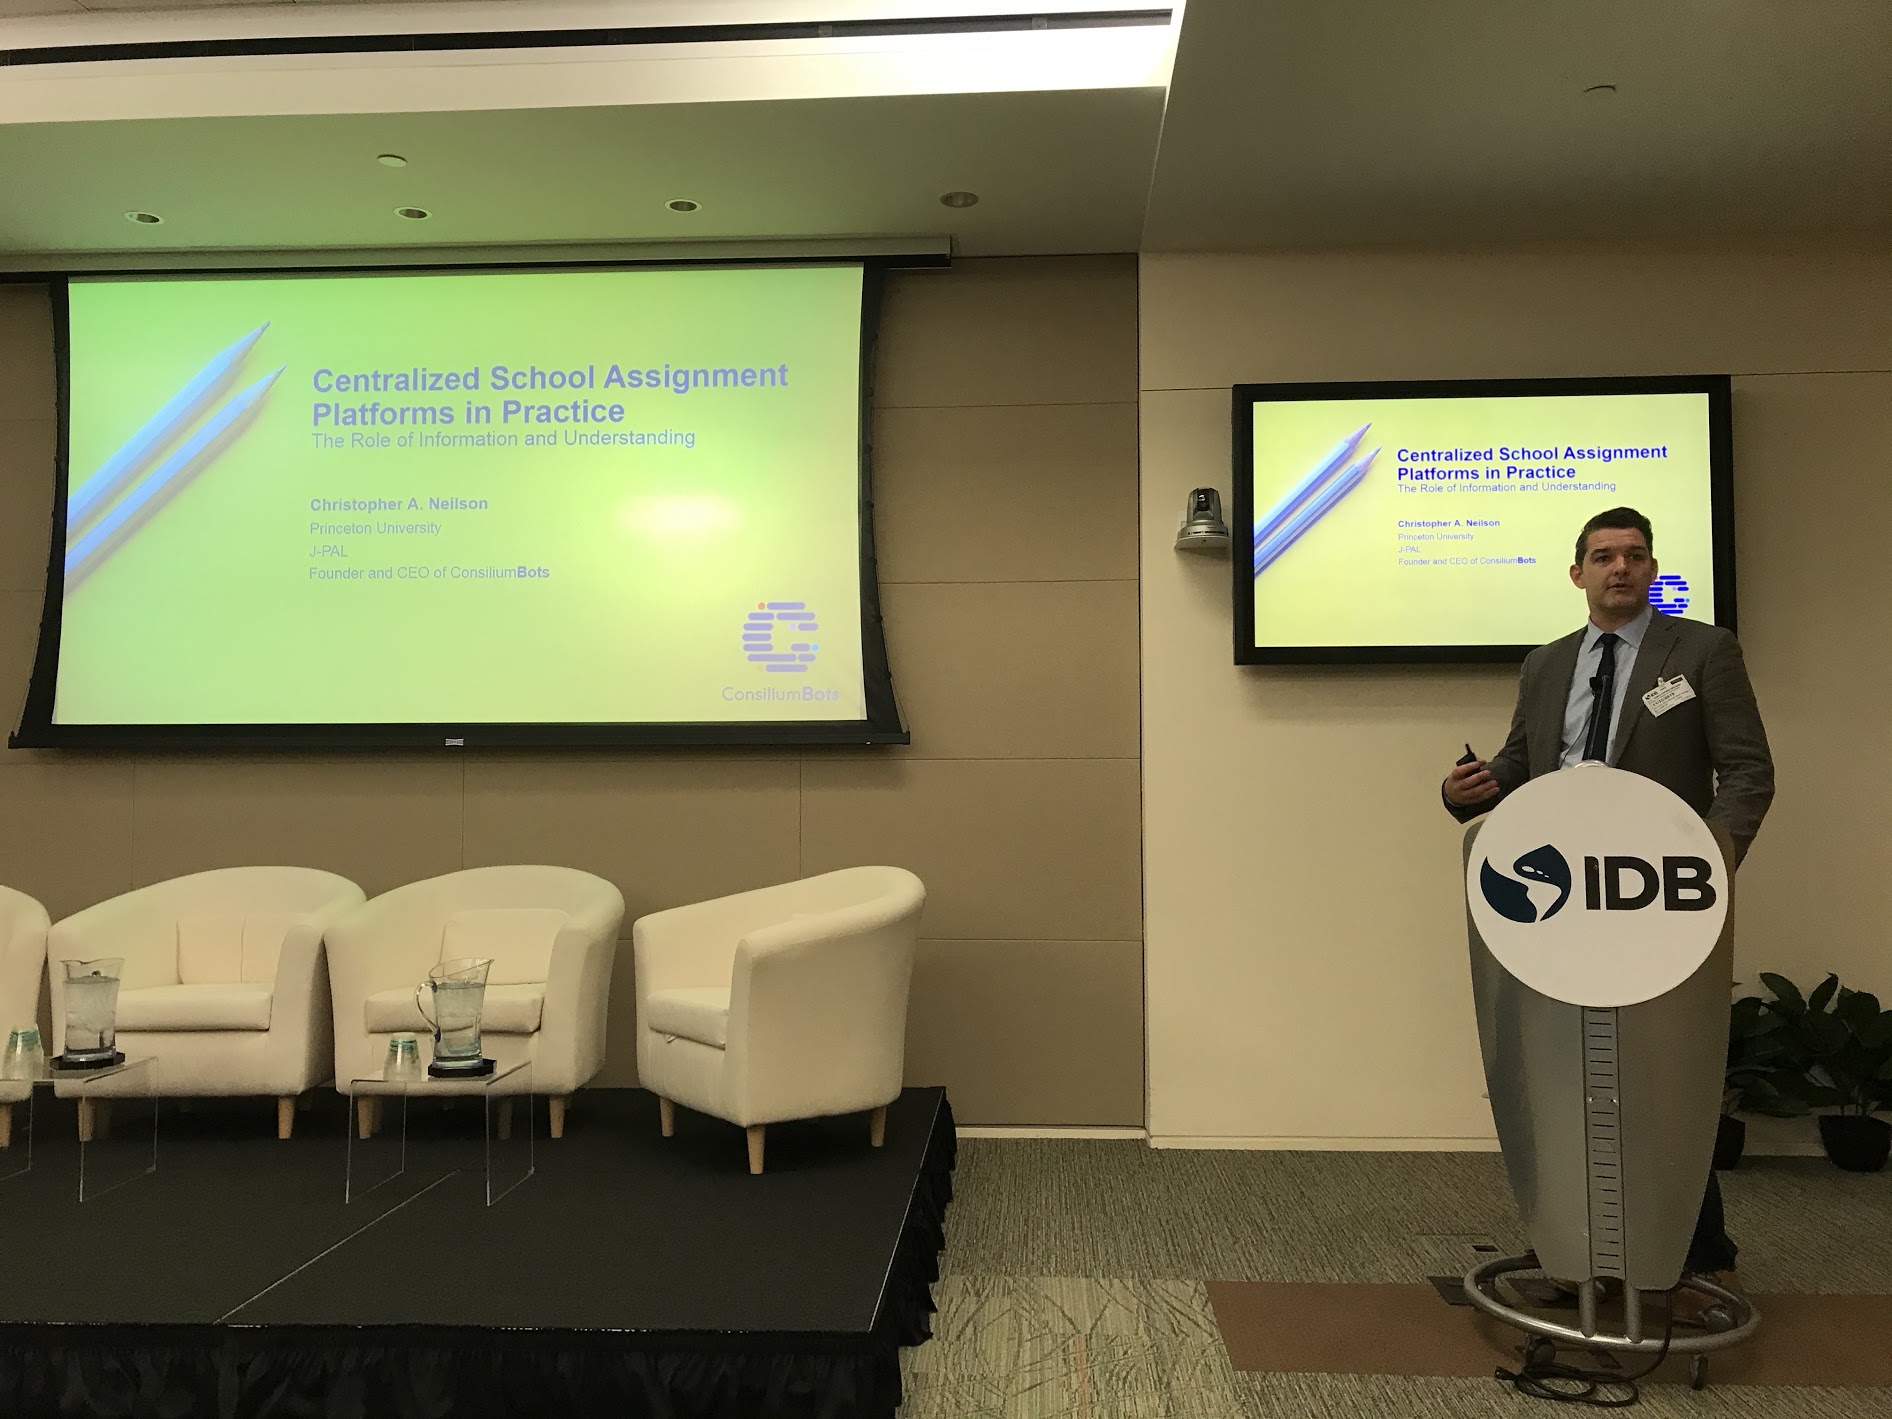 Centralized School Assignment
Platforms in Practice
The Role of Information and Understanding
Christopher A. Neilson
Princeton University
J-PAL
Founder and CEO of ConsiliumBots
ConsiliumBots
Centralized School Assignment
Platforms in Practice
The Role of Information and Understanding
Christopher A. Neilson
Princeton University
J-PAL
Founder and CEO of ConsiliumBots
IDB